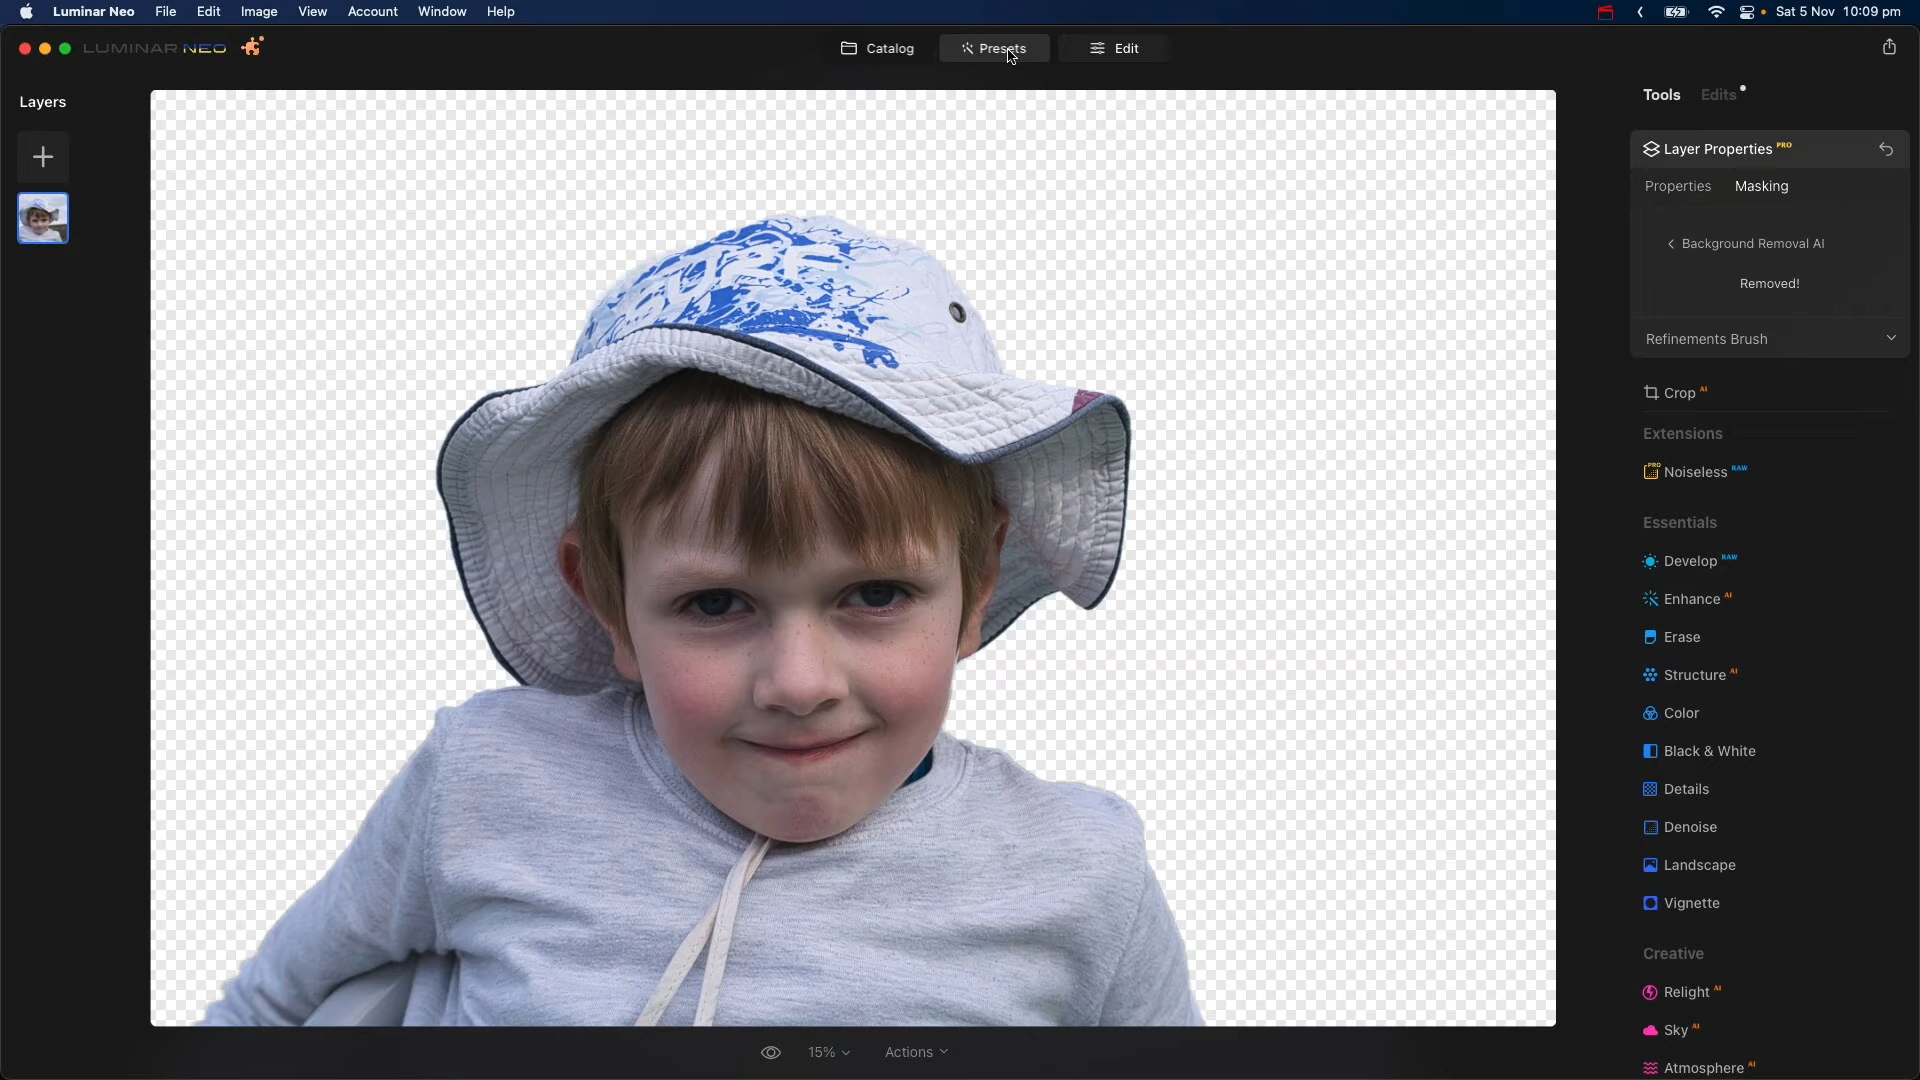 Luminar Neo File Edit Image View Account Window Help Sat 5 Nov 10:09 pm
LUMINAR NEO
Catalog Presets Edit
Layers
Tools Edits
Layer Properties PRO
Properties Masking
Background Removal AI
Removed!
Refinements Brush
Crop AI
Extensions
PRO Noiseless RAW
Essentials
Develop RAW
Enhance AI
Erase
Structure AI
Color
Black & White
Details
Denoise
Landscape
Vignette
Creative
Relight AI
Sky AI
Atmosphere AI
15% Actions